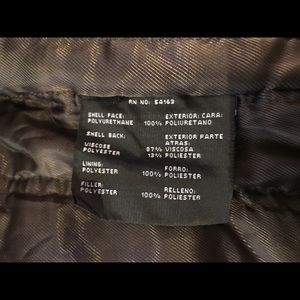 RN NO: 54163
SHELL FACE: EXTERIOR: CARA:
POLYURETHANE 100% POLIURETANO
SHELL BACK: EXTERIOR PARTE
ATRAS:
VISCOSE 87% VISCOSA
POLYESTER 13% POLIESTER
LINING: FORRO:
POLYESTER 100% POLIESTER
FILLER: RELLENO:
POLYESTER 100% POLIESTER